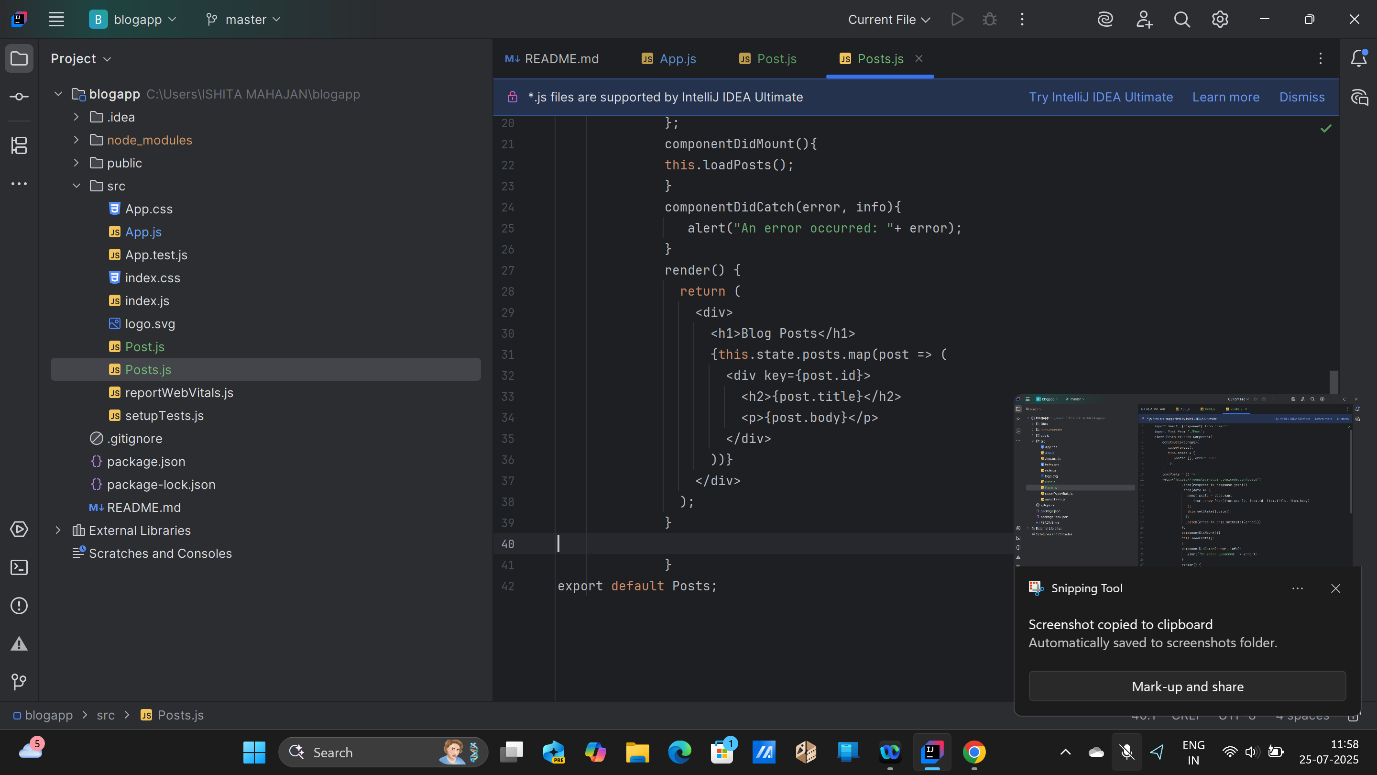 B blogapp master Current File
Project
README.md App.js Post.js Posts.js
blogapp C:\Users\ISHITA MAHAJAN\blogapp
*.js files are supported by IntelliJ IDEA Ultimate Try IntelliJ IDEA Ultimate Learn more Dismiss
.idea
node_modules
public
src
App.css
App.js
App.test.js
index.css
index.js
logo.svg
Post.js
Posts.js
reportWebVitals.js
setupTests.js
.gitignore
package.json
package-lock.json
README.md
External Libraries
Scratches and Consoles
20 };
21 componentDidMount(){
22 this.loadPosts();
23 }
24 componentDidCatch(error, info){
25 alert("An error occurred: "+ error);
26 }
27 render() {
28 return (
29 <div>
30 <h1>Blog Posts</h1>
31 {this.state.posts.map(post => (
32 <div key={post.id}>
33 <h2>{post.title}</h2>
34 <p>{post.body}</p>
35 </div>
36 ))}
37 </div>
38 );
39 }
40
41 }
42 export default Posts;
Snipping Tool
Screenshot copied to clipboard
Automatically saved to screenshots folder.
Mark-up and share
blogapp src Posts.js
5 Search PRE 1 ENG IN 11:58 25-07-2025